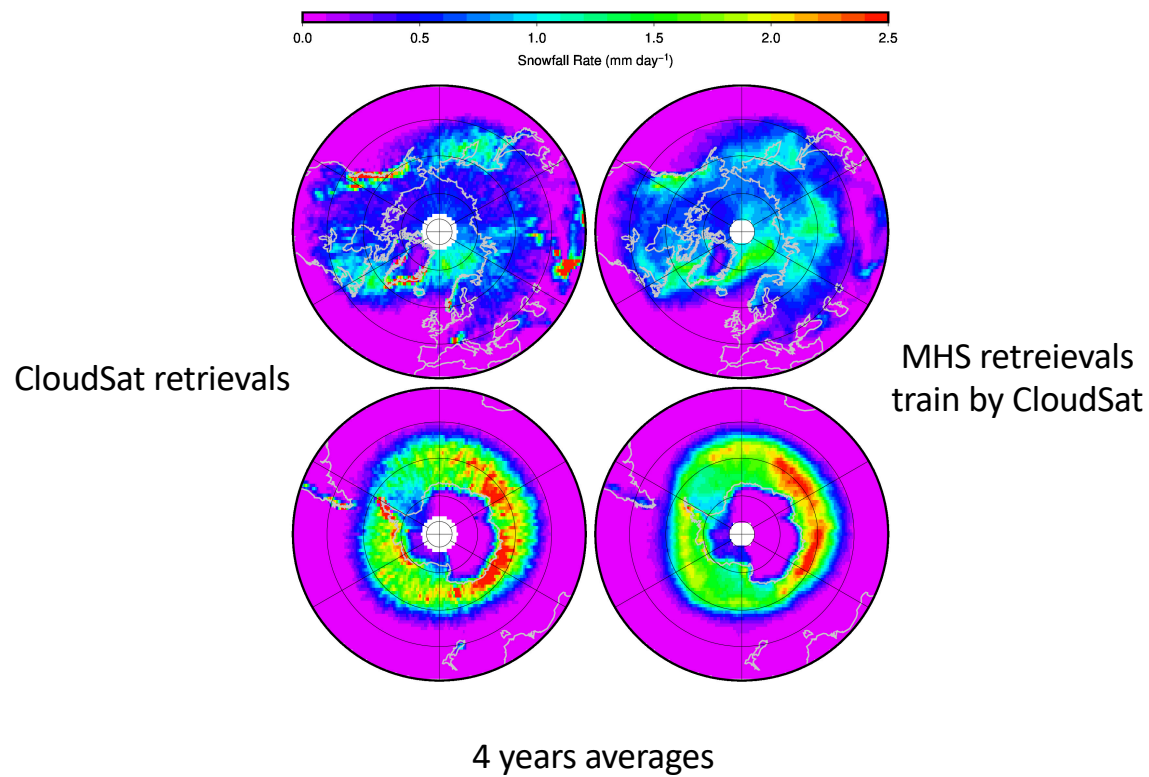 0.0 0.5 1.0 1.5 2.0 2.5
Snowfall Rate (mm day⁻¹)
CloudSat retrievals
MHS retreievals
train by CloudSat
4 years averages